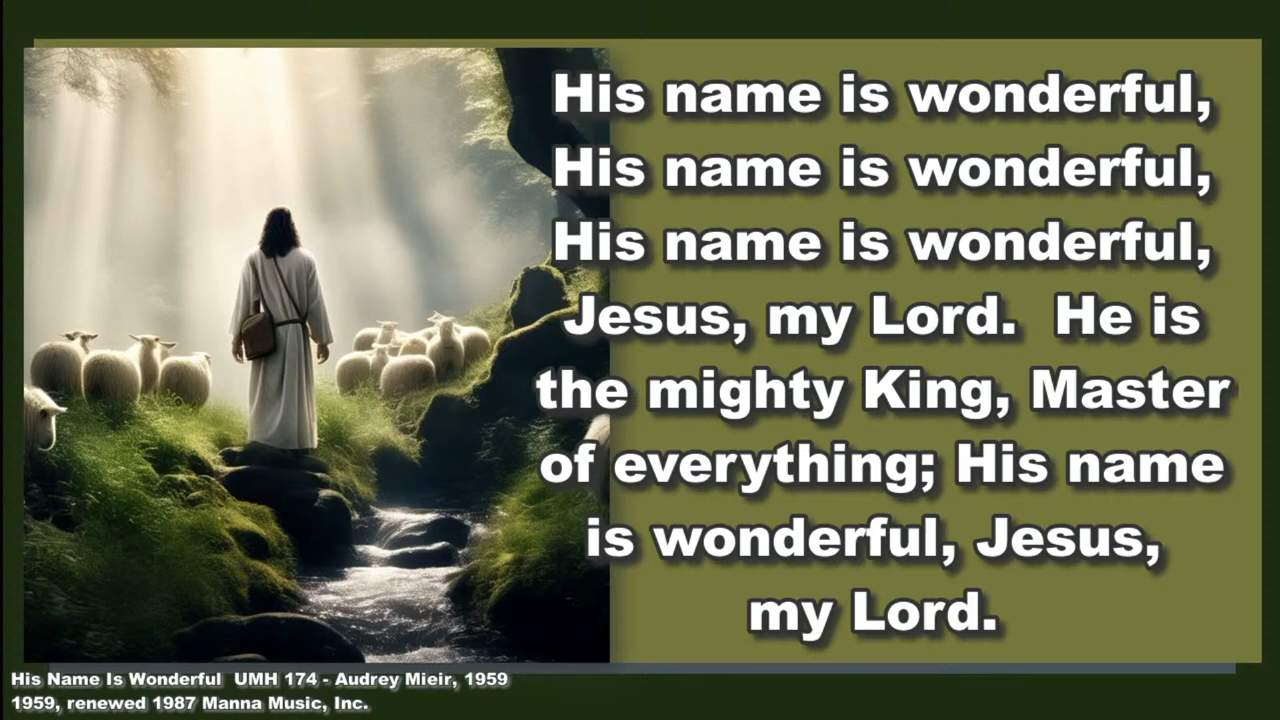 His name is wonderful,
His name is wonderful,
His name is wonderful,
Jesus, my Lord.  He is
the mighty King, Master
of everything; His name
is wonderful, Jesus,
my Lord.
His Name Is Wonderful  UMH 174 - Audrey Mieir, 1959
1959, renewed 1987 Manna Music, Inc.